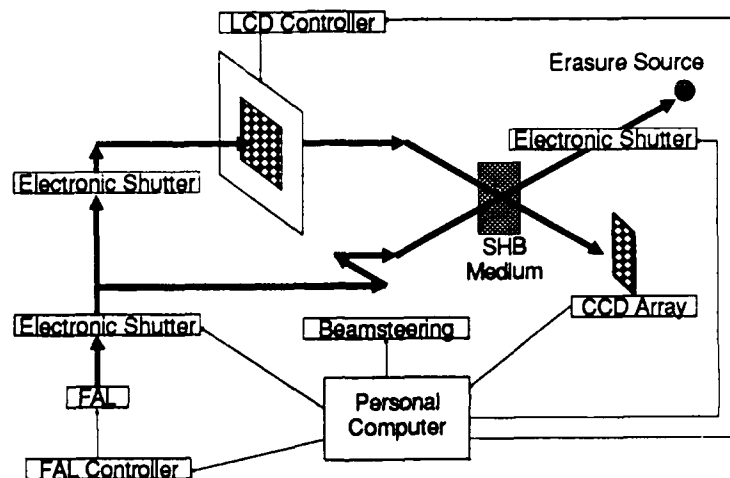 LCD Controller
Erasure Source
Electronic Shutter
Electronic Shutter
SHB
Medium
Electronic Shutter
Beamsteering
CCD Array
FAL
Personal
Computer
FAL Controller